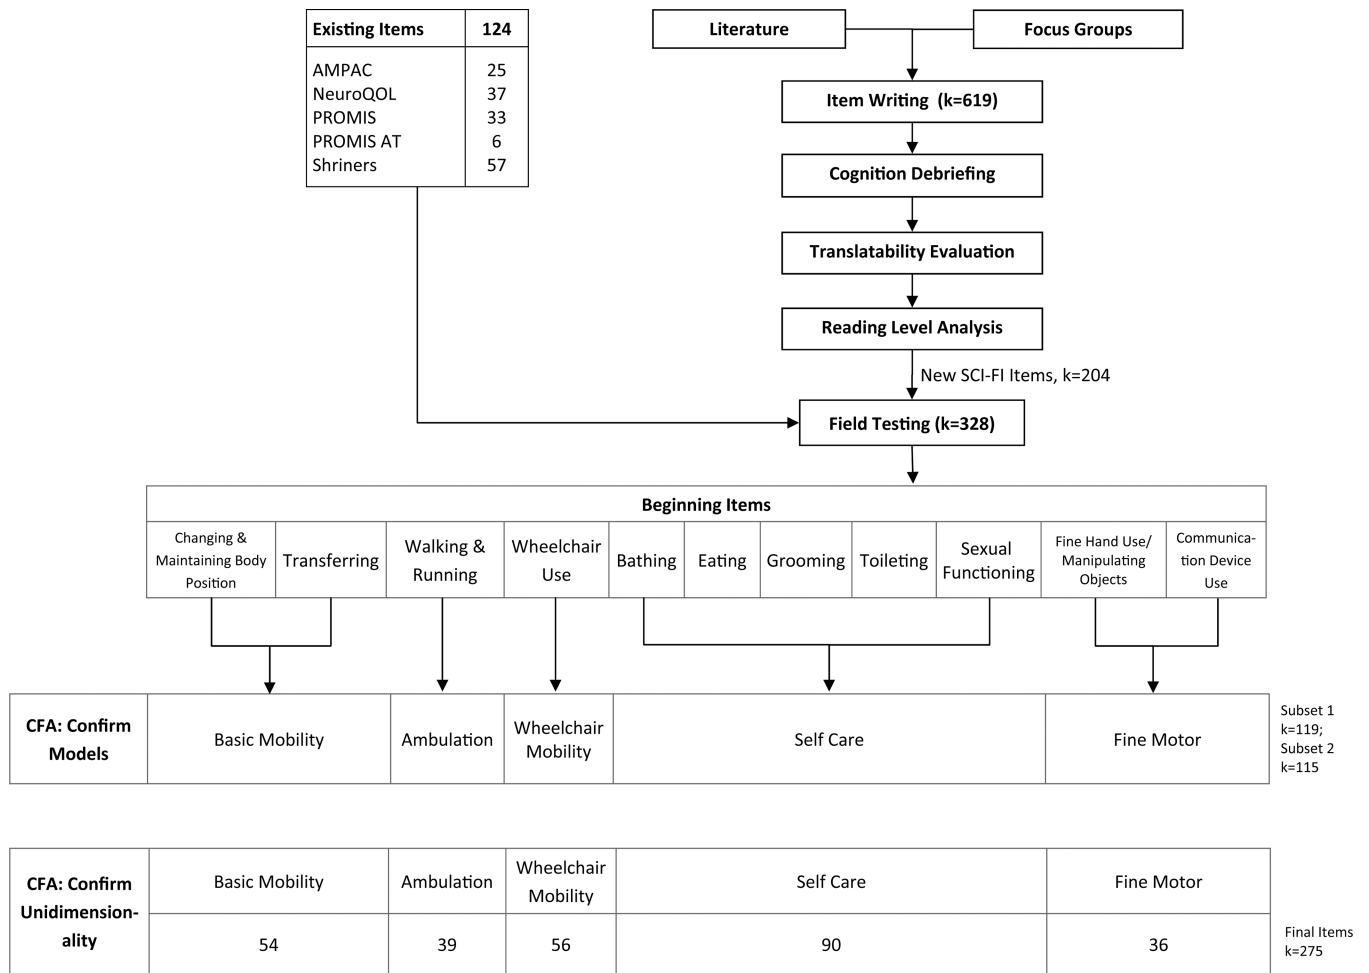 Existing Items 124
AMPAC 25
NeuroQOL 37
PROMIS 33
PROMIS AT 6
Shriners 57
Literature
Focus Groups
Item Writing (k=619)
Cognition Debriefing
Translatability Evaluation
Reading Level Analysis
New SCI-FI Items, k=204
Field Testing (k=328)
Beginning Items
Changing &
Maintaining Body
Position
Transferring
Walking &
Running
Wheelchair
Use
Bathing
Eating
Grooming
Toileting
Sexual
Functioning
Fine Hand Use/
Manipulating
Objects
Communica-
tion Device
Use
CFA: Confirm
Models
Basic Mobility
Ambulation
Wheelchair
Mobility
Self Care
Fine Motor
Subset 1
k=119;
Subset 2
k=115
CFA: Confirm
Unidimension-
ality
Basic Mobility
Ambulation
Wheelchair
Mobility
Self Care
Fine Motor
54
39
56
90
36
Final Items
k=275